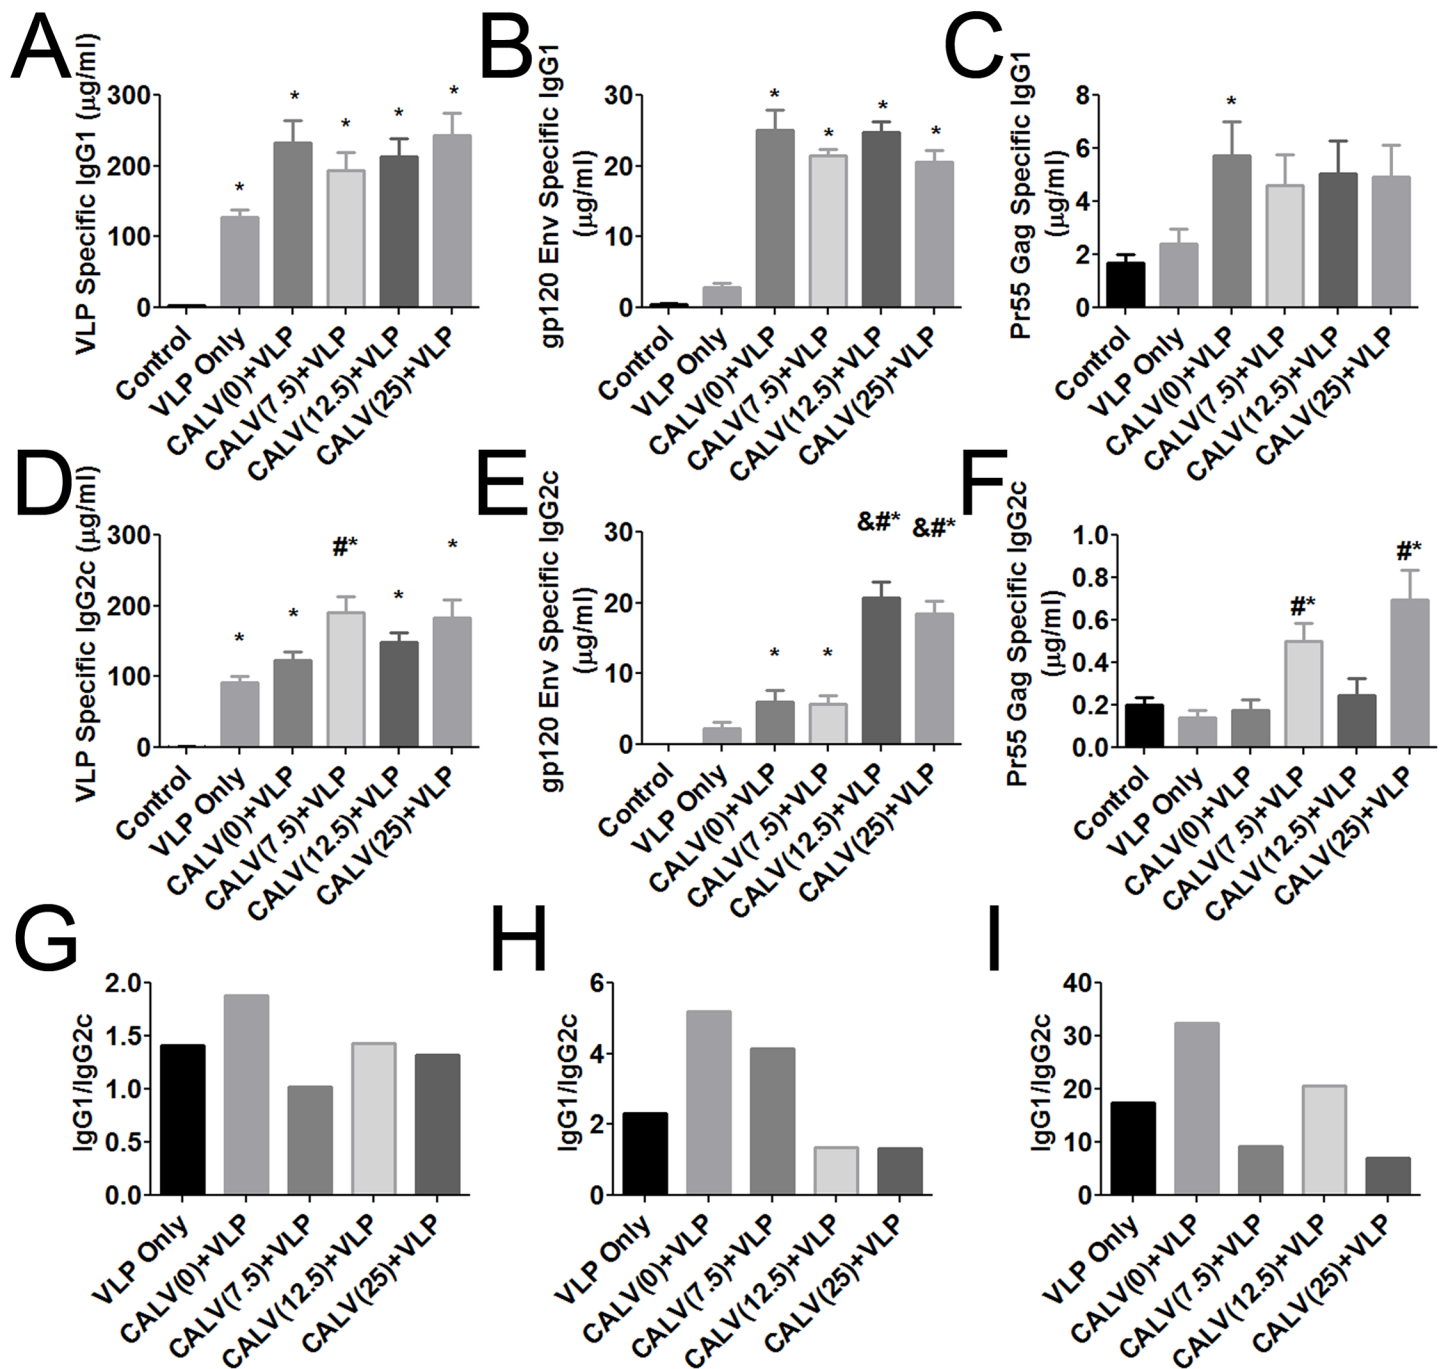 A
VLP Specific IgG1 (µg/ml)
300
200
100
0
*
*
*
*
*
Control
VLP Only
CALV(0)+VLP
CALV(7.5)+VLP
CALV(12.5)+VLP
CALV(25)+VLP
B
gp120 Env Specific IgG1
(µg/ml)
30
20
10
0
*
*
*
*
Control
VLP Only
CALV(0)+VLP
CALV(7.5)+VLP
CALV(12.5)+VLP
CALV(25)+VLP
C
Pr55 Gag Specific IgG1
(µg/ml)
8
6
4
2
0
*
Control
VLP Only
CALV(0)+VLP
CALV(7.5)+VLP
CALV(12.5)+VLP
CALV(25)+VLP
D
VLP Specific IgG2c (µg/ml)
300
200
100
0
*
*
#*
*
*
Control
VLP Only
CALV(0)+VLP
CALV(7.5)+VLP
CALV(12.5)+VLP
CALV(25)+VLP
E
gp120 Env Specific IgG2c
(µg/ml)
30
20
10
0
*
*
&#*
&#*
Control
VLP Only
CALV(0)+VLP
CALV(7.5)+VLP
CALV(12.5)+VLP
CALV(25)+VLP
F
Pr55 Gag Specific IgG2c
(µg/ml)
1.0
0.8
0.6
0.4
0.2
0.0
#*
#*
Control
VLP Only
CALV(0)+VLP
CALV(7.5)+VLP
CALV(12.5)+VLP
CALV(25)+VLP
G
IgG1/IgG2c
2.0
1.5
1.0
0.5
0.0
VLP Only
CALV(0)+VLP
CALV(7.5)+VLP
CALV(12.5)+VLP
CALV(25)+VLP
H
IgG1/IgG2c
6
4
2
0
VLP Only
CALV(0)+VLP
CALV(7.5)+VLP
CALV(12.5)+VLP
CALV(25)+VLP
I
IgG1/IgG2c
40
30
20
10
0
VLP Only
CALV(0)+VLP
CALV(7.5)+VLP
CALV(12.5)+VLP
CALV(25)+VLP